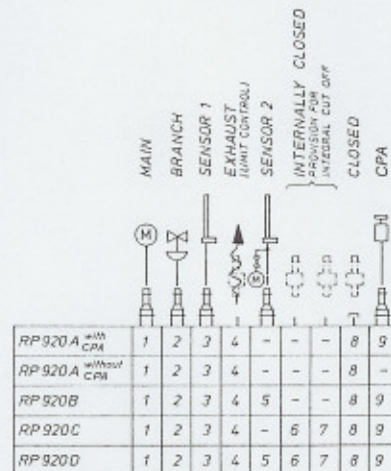 MAIN
BRANCH
SENSOR 1
EXHAUST
(LIMIT CONTROL)
SENSOR 2
INTERNALLY CLOSED
PROVISION FOR
INTEGRAL CUT OFF
CLOSED
CPA
M
M
RP 920 A with CPA 1 2 3 4 - - - 8 9
RP 920 A without CPA 1 2 3 4 - - - 8 -
RP 920B 1 2 3 4 5 - - 8 9
RP 920C 1 2 3 4 - 6 7 8 9
RP 920D 1 2 3 4 5 6 7 8 9